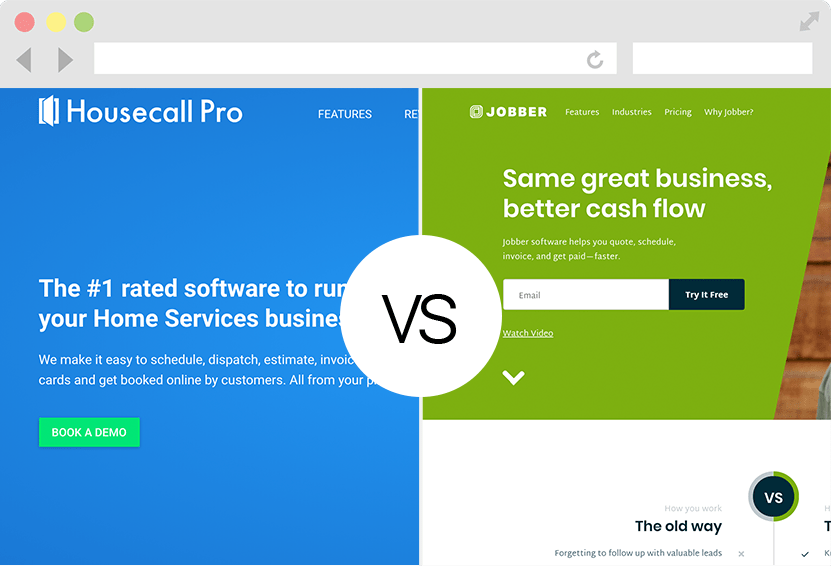 Housecall Pro
FEATURES
The #1 rated software to run
your Home Services
We make it easy to schedule, dispatch, estimate,
cards and get booked online by customers. All from your
BOOK A DEMO
VS
JOBBER
Features Industries Pricing Why Jobber?
Same great business,
better cash flow
Jobber software helps you quote, schedule,
invoice, and get paid—faster.
Email
Try It Free
Watch Video
VS
How you work
The old way
Forgetting to follow up with valuable leads